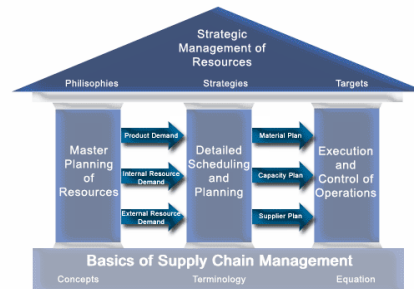 Strategic
Management of
Resources
Philisophies Strategies Targets
Master
Planning
of
Resources
Product Demand
Internal Resource
Demand
External Resource
Demand
Detailed
Scheduling
and
Planning
Material Plan
Capacity Plan
Supplier Plan
Execution
and
Control of
Operations
Basics of Supply Chain Management
Concepts Terminology Equation